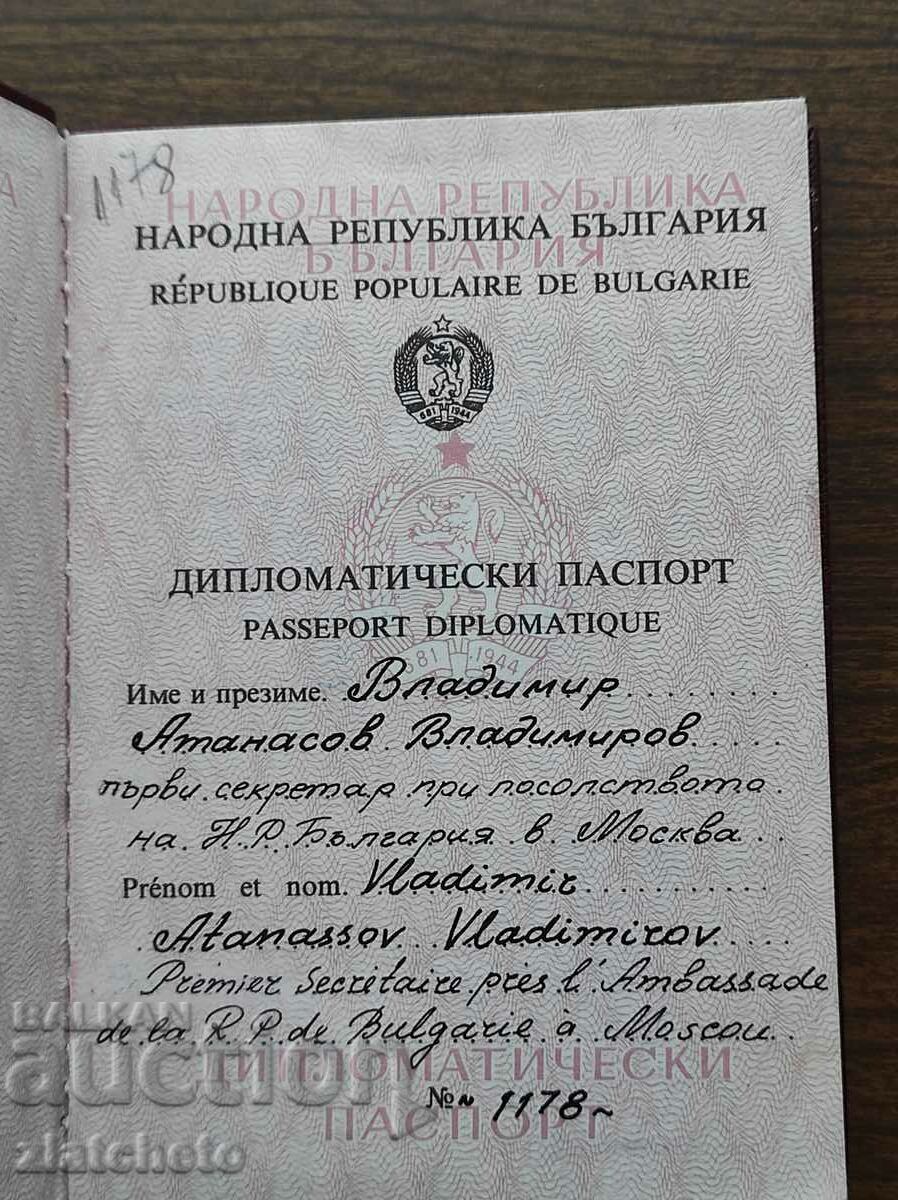 1178
НАРОДНА РЕПУБЛИКА
БЪЛГАРИЯ
НАРОДНА РЕПУБЛИКА БЪЛГАРИЯ
RÉPUBLIQUE POPULAIRE DE BULGARIE
681 1944
ДИПЛОМАТИЧЕСКИ ПАСПОРТ
PASSEPORT DIPLOMATIQUE
681 1944
Име и презиме. Владимир
Атанасов Владимиров
първи секретар при посолството
на Н.Р.България в Москва
Prénom et nom. Vladimir
Atanassov Vladimirov
Premier Secrétaire près l'Ambassade
de la R.P. de Bulgarie à Moscou
ДИПЛОМАТИЧЕСКИ
ПАСПОРТ
№ ~ 1178 ~
BALKAN
auction
zlatcheto